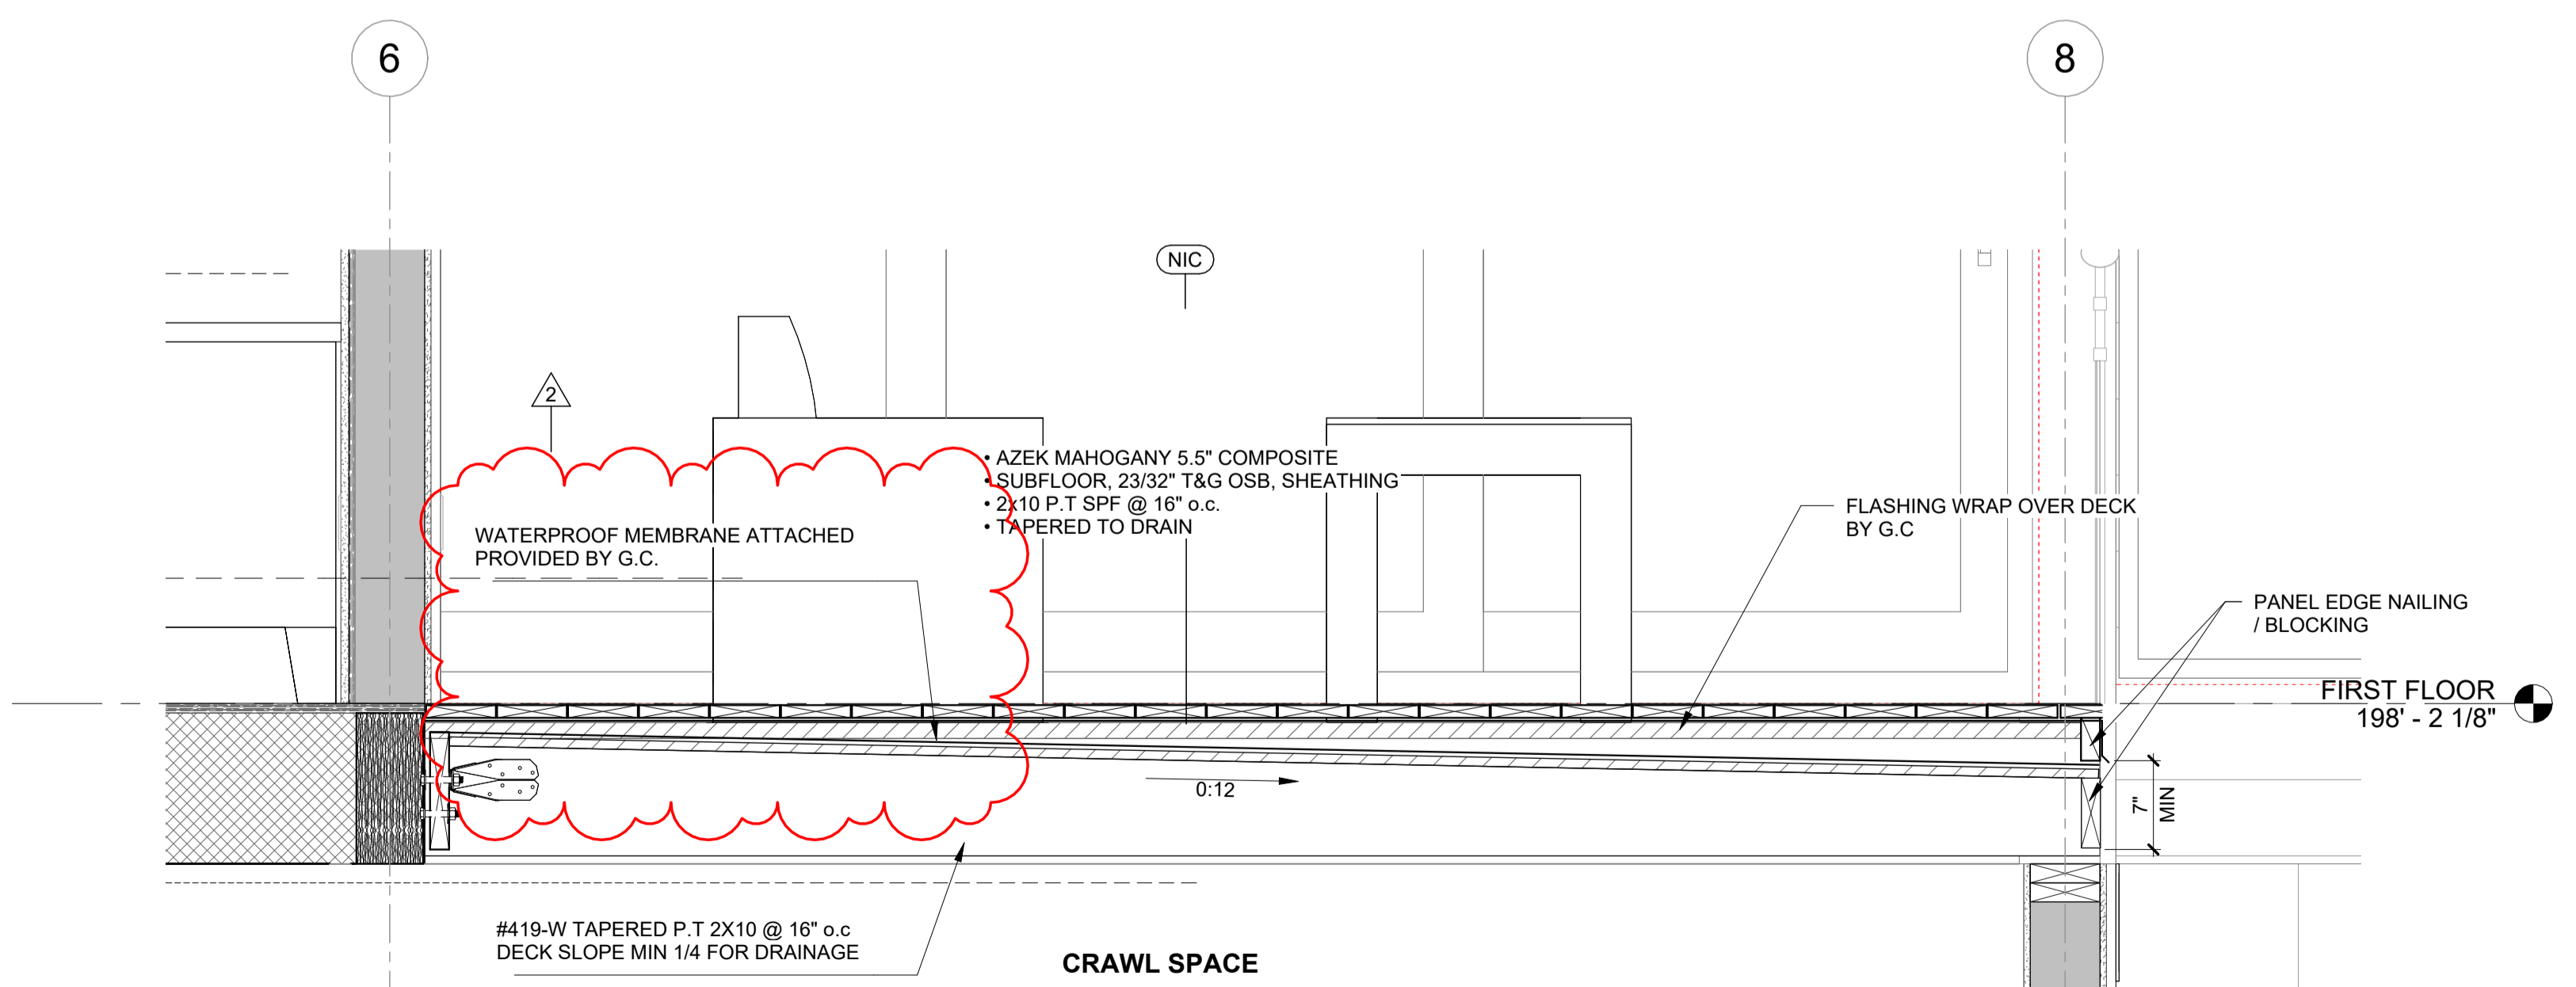 6
8
NIC
2
• AZEK MAHOGANY 5.5" COMPOSITE
• SUBFLOOR, 23/32" T&G OSB, SHEATHING
• 2x10 P.T SPF @ 16" o.c.
• TAPERED TO DRAIN
WATERPROOF MEMBRANE ATTACHED
PROVIDED BY G.C.
FLASHING WRAP OVER DECK
BY G.C
PANEL EDGE NAILING
/ BLOCKING
FIRST FLOOR
198' - 2 1/8"
0:12
7"
MIN
#419-W TAPERED P.T 2X10 @ 16" o.c
DECK SLOPE MIN 1/4 FOR DRAINAGE
CRAWL SPACE